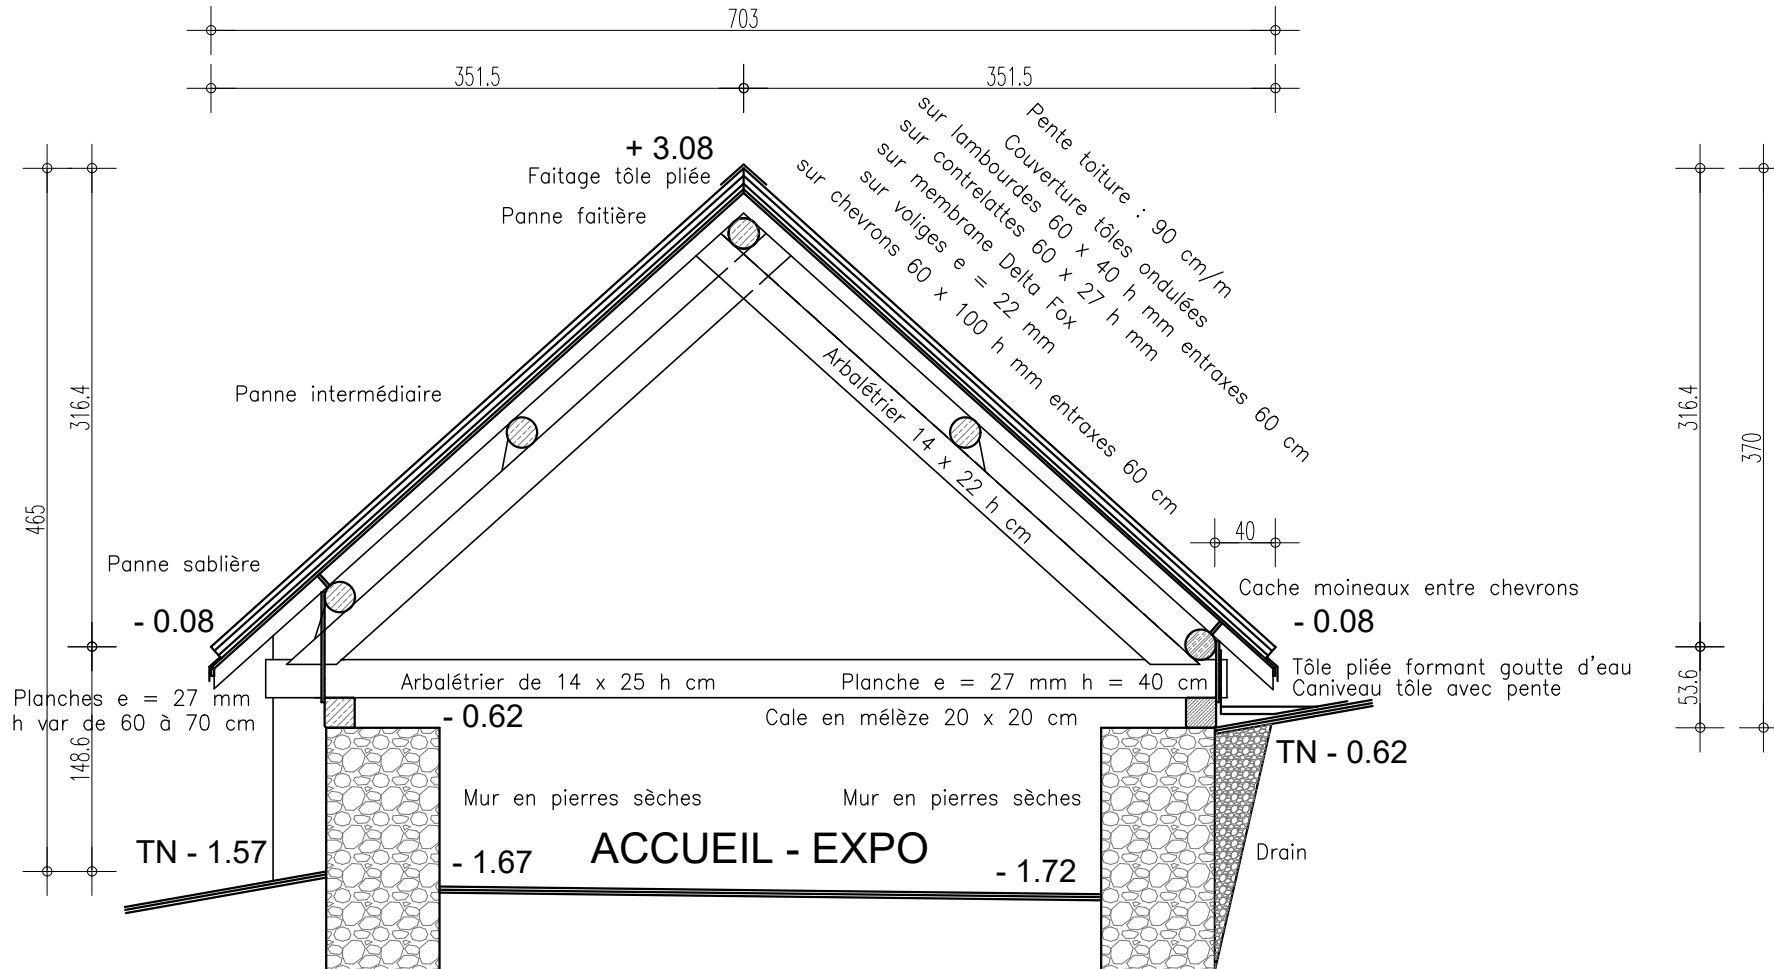 703
351.5
351.5
+ 3.08
Faitage tôle pliée
Panne faitière
Pente toiture : 90 cm/m
Couverture tôles ondulées
sur lambourdes 60 x 40 h mm entraxes 60 cm
sur contrelattes 60 x 27 h mm
sur membrane Delta Fox
sur voliges e = 22 mm
sur chevrons 60 x 100 h mm entraxes 60 cm
Panne intermédiaire
Arbalétrier 14 x 22 h cm
316.4
465
316.4
370
40
Panne sablière
- 0.08
Cache moineaux entre chevrons
- 0.08
Tôle pliée formant goutte d'eau
Caniveau tôle avec pente
Planches e = 27 mm
h var de 60 à 70 cm
Arbalétrier de 14 x 25 h cm
Planche e = 27 mm h = 40 cm
- 0.62
Cale en mélèze 20 x 20 cm
53.6
148.6
TN - 0.62
Mur en pierres sèches
Mur en pierres sèches
TN - 1.57
- 1.67
ACCUEIL - EXPO
- 1.72
Drain